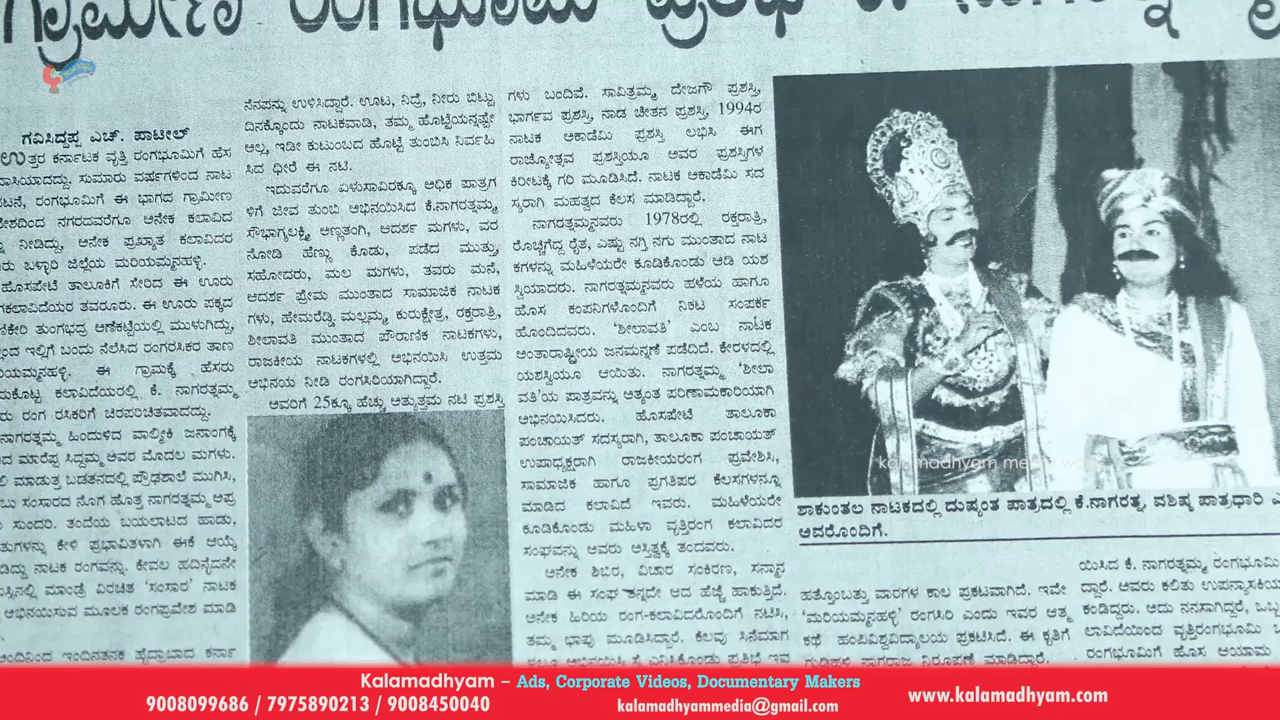 ಗ್ರಾಮೀಣ ರಂಗಭೂಮಿ
ಗವಿಸಿದ್ದಪ್ಪ ಎಚ್. ಪಾಟೀಲ್
ಉತ್ತರ ಕರ್ನಾಟಕ ವೃತ್ತಿ ರಂಗಭೂಮಿಗೆ ಹೆಸ
ಸುಮಾರು ವರ್ಷಗಳಿಂದ ನಾಟ
ರಂಗಭೂಮಿಗೆ ಈ ಭಾಗದ ಗ್ರಾಮೀಣ
ನಗರದವರೆಗೂ ಅನೇಕ ಕಲಾವಿದ
ನೀಡಿದ್ದು, ಅನೇಕ ಪ್ರಖ್ಯಾತ ಕಲಾವಿದರ
ಬಳ್ಳಾರಿ ಜಿಲ್ಲೆಯ ಮರಿಯಮ್ಮನಹಳ್ಳಿ.
ಹೊಸಪೇಟೆ ತಾಲೂಕಿಗೆ ಸೇರಿದ ಈ ಊರು
ತವರೂರು. ಈ ಊರು ಪಕ್ಕದ
ತುಂಗಭದ್ರ ಆಣೆಕಟ್ಟೆಯಲ್ಲಿ ಮುಳುಗಿದ್ದು,
ಇಲ್ಲಿಗೆ ಬಂದು ನೆಲೆಸಿದ ರಂಗರಸಿಕರ ತಾಣ
ಈ ಗ್ರಾಮಕ್ಕೆ ಹೆಸರು
ಕಲಾವಿದೆಯರಲ್ಲಿ ಕೆ. ನಾಗರತ್ನಮ್ಮ
ರಂಗ ರಸಿಕರಿಗೆ ಚಿರಪರಿಚಿತವಾದದ್ದು.
ನಾಗರತ್ನಮ್ಮ ಹಿಂದುಳಿದ ವಾಲ್ಮೀಕಿ ಜನಾಂಗಕ್ಕೆ
ಮಾರೆಪ್ಪ ಸಿದ್ದಮ್ಮ ಅವರ ಮೊದಲ ಮಗಳು.
ಮಾಡುತ್ತ ಬಡತನದಲ್ಲಿ ಪ್ರೌಢಶಾಲೆ ಮುಗಿಸಿ,
ಸಂಸಾರದ ನೊಗ ಹೊತ್ತ ನಾಗರತ್ನಮ್ಮ ಅಪ್ರ
ಸುಂದರಿ. ತಂದೆಯ ಬಯಲಾಟದ ಹಾಡು,
ಕೇಳಿ ಪ್ರಭಾವಿತಳಾಗಿ ಈಕೆ ಆಯ್ಕೆ
ನಾಟಕ ರಂಗವನ್ನು. ಕೇವಲ ಹದಿನೈದನೇ
ಮಾಂಡ್ರೆ ವಿರಚಿತ 'ಸಂಸಾರ' ನಾಟಕ
ಅಭಿನಯಿಸುವ ಮೂಲಕ ರಂಗಪ್ರವೇಶ ಮಾಡಿ
ಇಂದಿನತನಕ ಹೈದ್ರಾಬಾದ ಕರ್ನಾ
ನೆನಪನ್ನು ಉಳಿಸಿದ್ದಾರೆ. ಊಟ, ನಿದ್ರೆ, ನೀರು ಬಿಟ್ಟು
ದಿನಕ್ಕೊಂದು ನಾಟಕವಾಡಿ, ತಮ್ಮ ಹೊಟ್ಟೆಯನ್ನಷ್ಟೇ
ಅಲ್ಲ, ಇಡೀ ಕುಟುಂಬದ ಹೊಟ್ಟೆ ತುಂಬಿಸಿ ನಿರ್ವಹಿ
ಸಿದ ಧೀರೆ ಈ ನಟಿ.
ಇದುವರೆಗೂ ಏಳುಸಾವಿರಕ್ಕೂ ಅಧಿಕ ಪಾತ್ರಗ
ಳಿಗೆ ಜೀವ ತುಂಬಿ ಅಭಿನಯಿಸಿದ ಕೆ.ನಾಗರತ್ನಮ್ಮ
ಸೌಭಾಗ್ಯಲಕ್ಷ್ಮಿ, ಅಣ್ಣತಂಗಿ, ಆದರ್ಶ ಮಗಳು, ವರ
ನೋಡಿ ಹೆಣ್ಣು ಕೊಡು, ಪಡೆದ ಮುತ್ತು,
ಸಹೋದರು, ಮಲ ಮಗಳು, ತವರು ಮನೆ,
ಆದರ್ಶ ಪ್ರೇಮ ಮುಂತಾದ ಸಾಮಾಜಿಕ ನಾಟಕ
ಗಳು, ಹೇಮರೆಡ್ಡಿ ಮಲ್ಲಮ್ಮ, ಕುರುಕ್ಷೇತ್ರ, ರಕ್ತರಾತ್ರಿ,
ಶೀಲಾವತಿ ಮುಂತಾದ ಪೌರಾಣಿಕ ನಾಟಕಗಳು,
ರಾಜಕೀಯ ನಾಟಕಗಳಲ್ಲಿ ಅಭಿನಯಿಸಿ ಉತ್ತಮ
ಅಭಿನಯ ನೀಡಿ ರಂಗಸಿರಿಯಾಗಿದ್ದಾರೆ.
ಅವರಿಗೆ 25ಕ್ಕೂ ಹೆಚ್ಚು ಅತ್ಯುತ್ತಮ ನಟಿ ಪ್ರಶಸ್ತಿ
ಗಳು ಬಂದಿವೆ. ಸಾವಿತ್ರಮ್ಮ ದೇಜಗೌ ಪ್ರಶಸ್ತಿ,
ಭಾರ್ಗವ ಪ್ರಶಸ್ತಿ, ನಾಡ ಚೇತನ ಪ್ರಶಸ್ತಿ, 1994ರ
ನಾಟಕ ಅಕಾಡೆಮಿ ಪ್ರಶಸ್ತಿ ಲಭಿಸಿ ಈಗ
ರಾಜ್ಯೋತ್ಸವ ಪ್ರಶಸ್ತಿಯೂ ಅವರ ಪ್ರಶಸ್ತಿಗಳ
ಕಿರೀಟಕ್ಕೆ ಗರಿ ಮೂಡಿಸಿದೆ. ನಾಟಕ ಅಕಾಡೆಮಿ ಸದ
ಸ್ಯರಾಗಿ ಮಹತ್ವದ ಕೆಲಸ ಮಾಡಿದ್ದಾರೆ.
ನಾಗರತ್ನಮ್ಮನವರು 1978ರಲ್ಲಿ ರಕ್ತರಾತ್ರಿ,
ರೊಚ್ಚಿಗೆದ್ದ ರೈತ, ಎಷ್ಟು ನಗ್ತಿ ನಗು ಮುಂತಾದ ನಾಟ
ಕಗಳನ್ನು ಮಹಿಳೆಯರೇ ಕೂಡಿಕೊಂಡು ಆಡಿ ಯಶ
ಸ್ವಿಯಾದರು. ನಾಗರತ್ನಮ್ಮನವರು ಹಳೆಯ ಹಾಗೂ
ಹೊಸ ಕಂಪನಿಗಳೊಂದಿಗೆ ನಿಕಟ ಸಂಪರ್ಕ
ಹೊಂದಿದವರು. 'ಶೀಲಾವತಿ' ಎಂಬ ನಾಟಕ
ಅಂತಾರಾಷ್ಟ್ರೀಯ ಜನಮನ್ನಣೆ ಪಡೆದಿದೆ. ಕೇರಳದಲ್ಲಿ
ಯಶಸ್ವಿಯೂ ಆಯಿತು. ನಾಗರತ್ನಮ್ಮ 'ಶೀಲಾ
ವತಿ'ಯ ಪಾತ್ರವನ್ನು ಅತ್ಯಂತ ಪರಿಣಾಮಕಾರಿಯಾಗಿ
ಅಭಿನಯಿಸಿದರು. ಹೊಸಪೇಟೆ ತಾಲೂಕಾ
ಪಂಚಾಯತ್ ಸದಸ್ಯರಾಗಿ, ತಾಲೂಕಾ ಪಂಚಾಯತ್
ಉಪಾಧ್ಯಕ್ಷರಾಗಿ ರಾಜಕೀಯರಂಗ ಪ್ರವೇಶಿಸಿ,
ಸಾಮಾಜಿಕ ಹಾಗೂ ಪ್ರಗತಿಪರ ಕೆಲಸಗಳನ್ನೂ
ಮಾಡಿದ ಕಲಾವಿದೆ ಇವರು. ಮಹಿಳೆಯರೇ
ಕೂಡಿಕೊಂಡು ಮಹಿಳಾ ವೃತ್ತಿರಂಗ ಕಲಾವಿದರ
ಸಂಘವನ್ನು ಅವರು ಅಸ್ತಿತ್ವಕ್ಕೆ ತಂದವರು.
ಅನೇಕ ಶಿಬಿರ, ವಿಚಾರ ಸಂಕಿರಣ, ಸನ್ಮಾನ
ಮಾಡಿ ಈ ಸಂಘ ತನ್ನದೇ ಆದ ಹೆಜ್ಜೆ ಹಾಕುತ್ತಿದೆ.
ಅನೇಕ ಹಿರಿಯ ರಂಗ-ಕಲಾವಿದರೊಂದಿಗೆ ನಟಿಸಿ,
ತಮ್ಮ ಛಾಪು ಮೂಡಿಸಿದ್ದಾರೆ. ಕೆಲವು ಸಿನೆಮಾಗ
kalamadhyam media
ಶಾಕುಂತಲ ನಾಟಕದಲ್ಲಿ ದುಷ್ಯಂತ ಪಾತ್ರದಲ್ಲಿ ಕೆ.ನಾಗರತ್ನ, ವಶಿಷ್ಠ ಪಾತ್ರಧಾರಿ
ಅವರೊಂದಿಗೆ.
ಹತ್ತೊಂಬತ್ತು ವಾರಗಳ ಕಾಲ ಪ್ರಕಟವಾಗಿದೆ. ಇವೇ
'ಮರಿಯಮ್ಮನಹಳ್ಳಿ' ರಂಗಸಿರಿ ಎಂದು ಇವರ ಆತ್ಮ
ಕಥೆ ಹಂಪಿವಿಶ್ವವಿದ್ಯಾಲಯ ಪ್ರಕಟಿಸಿದೆ. ಈ ಕೃತಿಗೆ
ಗುಡಿಹಳ್ಳಿ ನಾಗರಾಜ ನಿರೂಪಣೆ ಮಾಡಿದ್ದಾರೆ.
ಯಿಸಿದ ಕೆ. ನಾಗರತ್ನಮ್ಮ ರಂಗಭೂಮಿ
ದ್ದಾರೆ. ಅವರು ಕಲಿತು ಉಪನ್ಯಾಸಕಿಯ
ಕಂಡಿದ್ದರು. ಅದು ನನಸಾಗಿದ್ದರೆ, ಒಬ್ಬ
ಲಾವಿದೆಯಿಂದ ವೃತ್ತಿರಂಗಭೂಮಿ
ರಂಗಭೂಮಿಗೆ ಹೊಸ ಆಯಾಮ
Kalamadhyam – Ads, Corporate Videos, Documentary Makers
9008099686 / 7975890213 / 9008450040
kalamadhyammedia@gmail.com
www.kalamadhyam.com